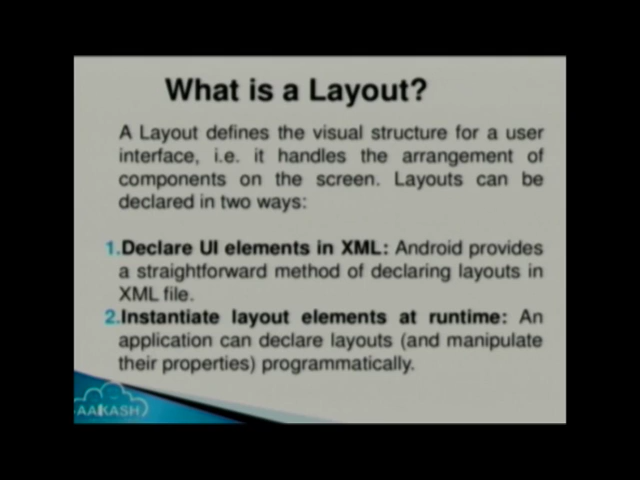 What is a Layout?
A Layout defines the visual structure for a user
interface, i.e. it handles the arrangement of
components on the screen. Layouts can be
declared in two ways:
1.Declare UI elements in XML: Android provides
a straightforward method of declaring layouts in
XML file.
2.Instantiate layout elements at runtime: An
application can declare layouts (and manipulate
their properties) programmatically.
AAKASH